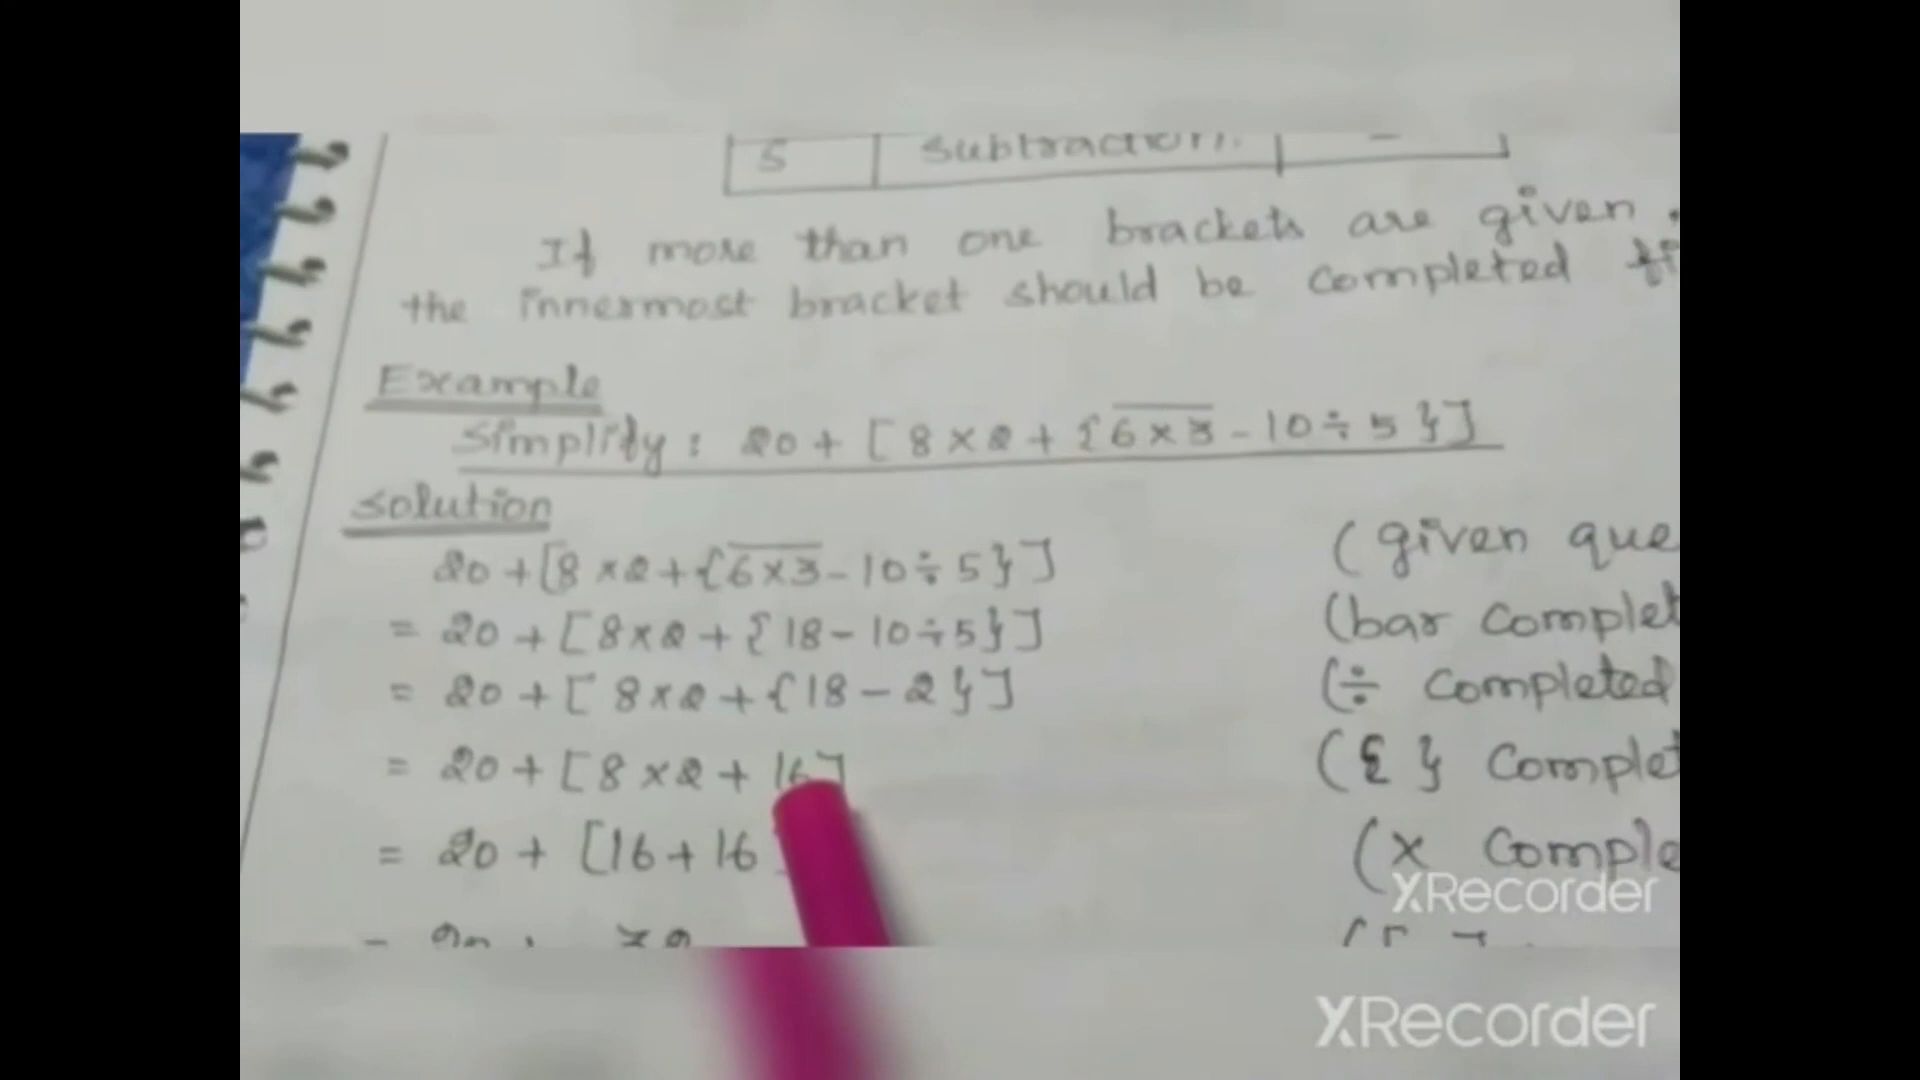 5 subtraction. -
If more than one brackets are given,
the innermost bracket should be completed
Example
Simplify: 20 + [ 8 × 2 + { 6̅ ×̅ 3̅ - 10 ÷ 5 } ]
Solution
20 + [ 8 × 2 + { 6̅ ×̅ 3̅ - 10 ÷ 5 } ] (given que
= 20 + [ 8 × 2 + { 18 - 10 ÷ 5 } ] (bar complet
= 20 + [ 8 × 2 + { 18 - 2 } ] (÷ completed
= 20 + [ 8 × 2 + 16 ] ({ } complet
= 20 + [ 16 + 16 ] (× comple
XRecorder
XRecorder